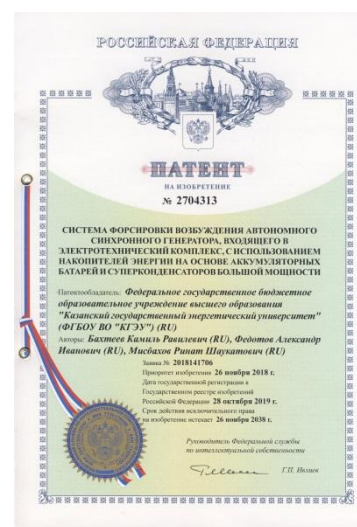 РОССИЙСКАЯ ФЕДЕРАЦИЯ
ПАТЕНТ
НА ИЗОБРЕТЕНИЕ
№ 2704313
СИСТЕМА ФОРСИРОВКИ ВОЗБУЖДЕНИЯ АВТОНОМНОГО
СИНХРОННОГО ГЕНЕРАТОРА, ВХОДЯЩЕГО В
ЭЛЕКТРОТЕХНИЧЕСКИЙ КОМПЛЕКС, С ИСПОЛЬЗОВАНИЕМ
НАКОПИТЕЛЕЙ ЭНЕРГИИ НА ОСНОВЕ АККУМУЛЯТОРНЫХ
БАТАРЕЙ И СУПЕРКОНДЕНСАТОРОВ БОЛЬШОЙ МОЩНОСТИ
Патентообладатель: Федеральное государственное бюджетное
образовательное учреждение высшего образования
"Казанский государственный энергетический университет"
(ФГБОУ ВО "КГЭУ") (RU)
Авторы: Бахтеев Камиль Равилевич (RU), Федотов Александр
Иванович (RU), Мисбахов Ринат Шаукатович (RU)
Заявка № 2018141706
Приоритет изобретения 26 ноября 2018 г.
Дата государственной регистрации в
Государственном реестре изобретений
Российской Федерации 28 октября 2019 г.
Срок действия исключительного права
на изобретение истекает 26 ноября 2038 г.
Руководитель Федеральной службы
по интеллектуальной собственности
Г.П. Ивлиев